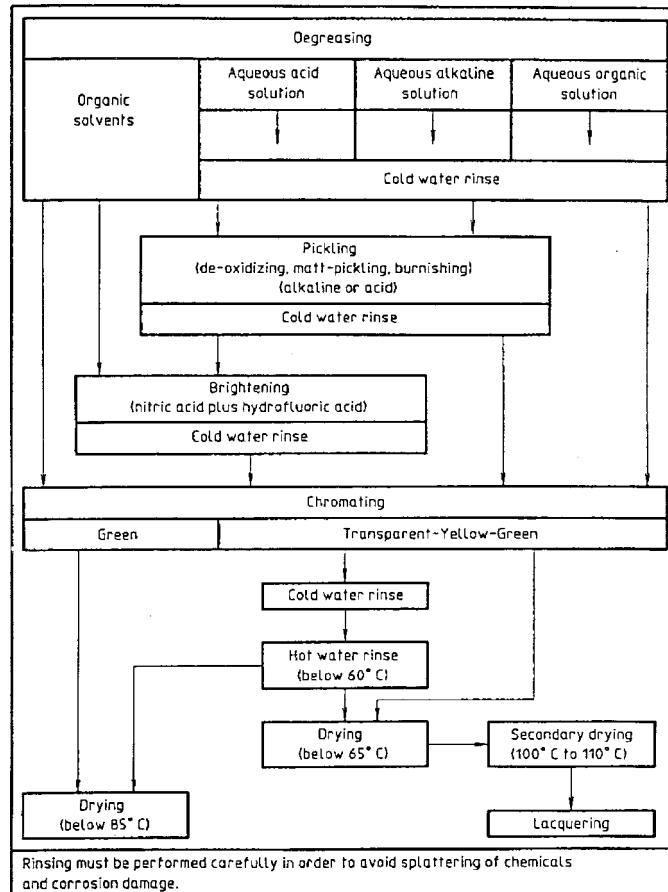 Degreasing
Organic
solvents
Aqueous acid
solution
Aqueous alkaline
solution
Aqueous organic
solution
Cold water rinse
Pickling
(de-oxidizing, matt-pickling, burnishing)
(alkaline or acid)
Cold water rinse
Brightening
(nitric acid plus hydrofluoric acid)
Cold water rinse
Chromating
Green
Transparent-Yellow-Green
Cold water rinse
Hot water rinse
(below 60° C)
Drying
(below 65° C)
Secondary drying
(100° C to 110° C)
Drying
(below 85° C)
Lacquering
Rinsing must be performed carefully in order to avoid splattering of chemicals
and corrosion damage.